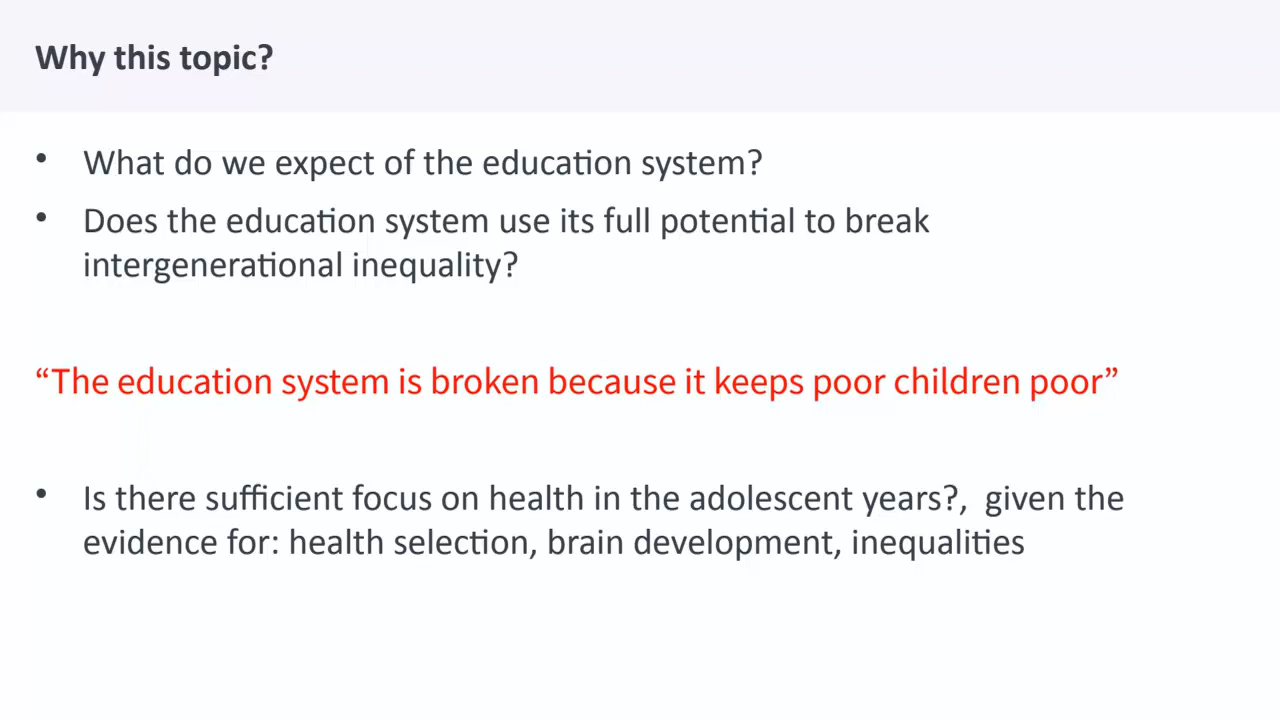 Why this topic?
• What do we expect of the education system?
• Does the education system use its full potential to break
intergenerational inequality?
“The education system is broken because it keeps poor children poor”
• Is there sufficient focus on health in the adolescent years?,  given the
evidence for: health selection, brain development, inequalities